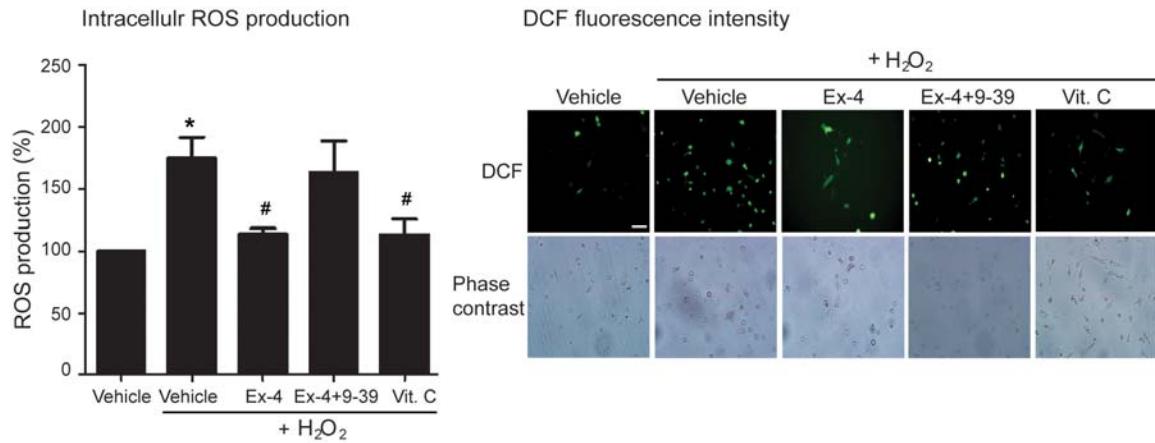 Intracellulr ROS production
250
200
150
100
50
0
ROS production (%)
*
#
#
Vehicle Vehicle Ex-4 Ex-4+9-39 Vit. C
+ H₂O₂
DCF fluorescence intensity
+ H₂O₂
Vehicle Vehicle Ex-4 Ex-4+9-39 Vit. C
DCF
Phase
contrast